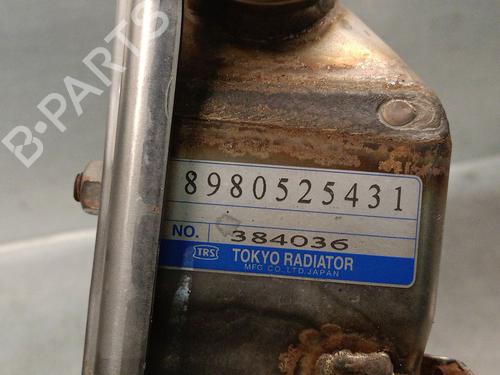 B-PARTS
8980525431
NO. 384036
TRS TOKYO RADIATOR
MFG CO.,LTD.JAPAN